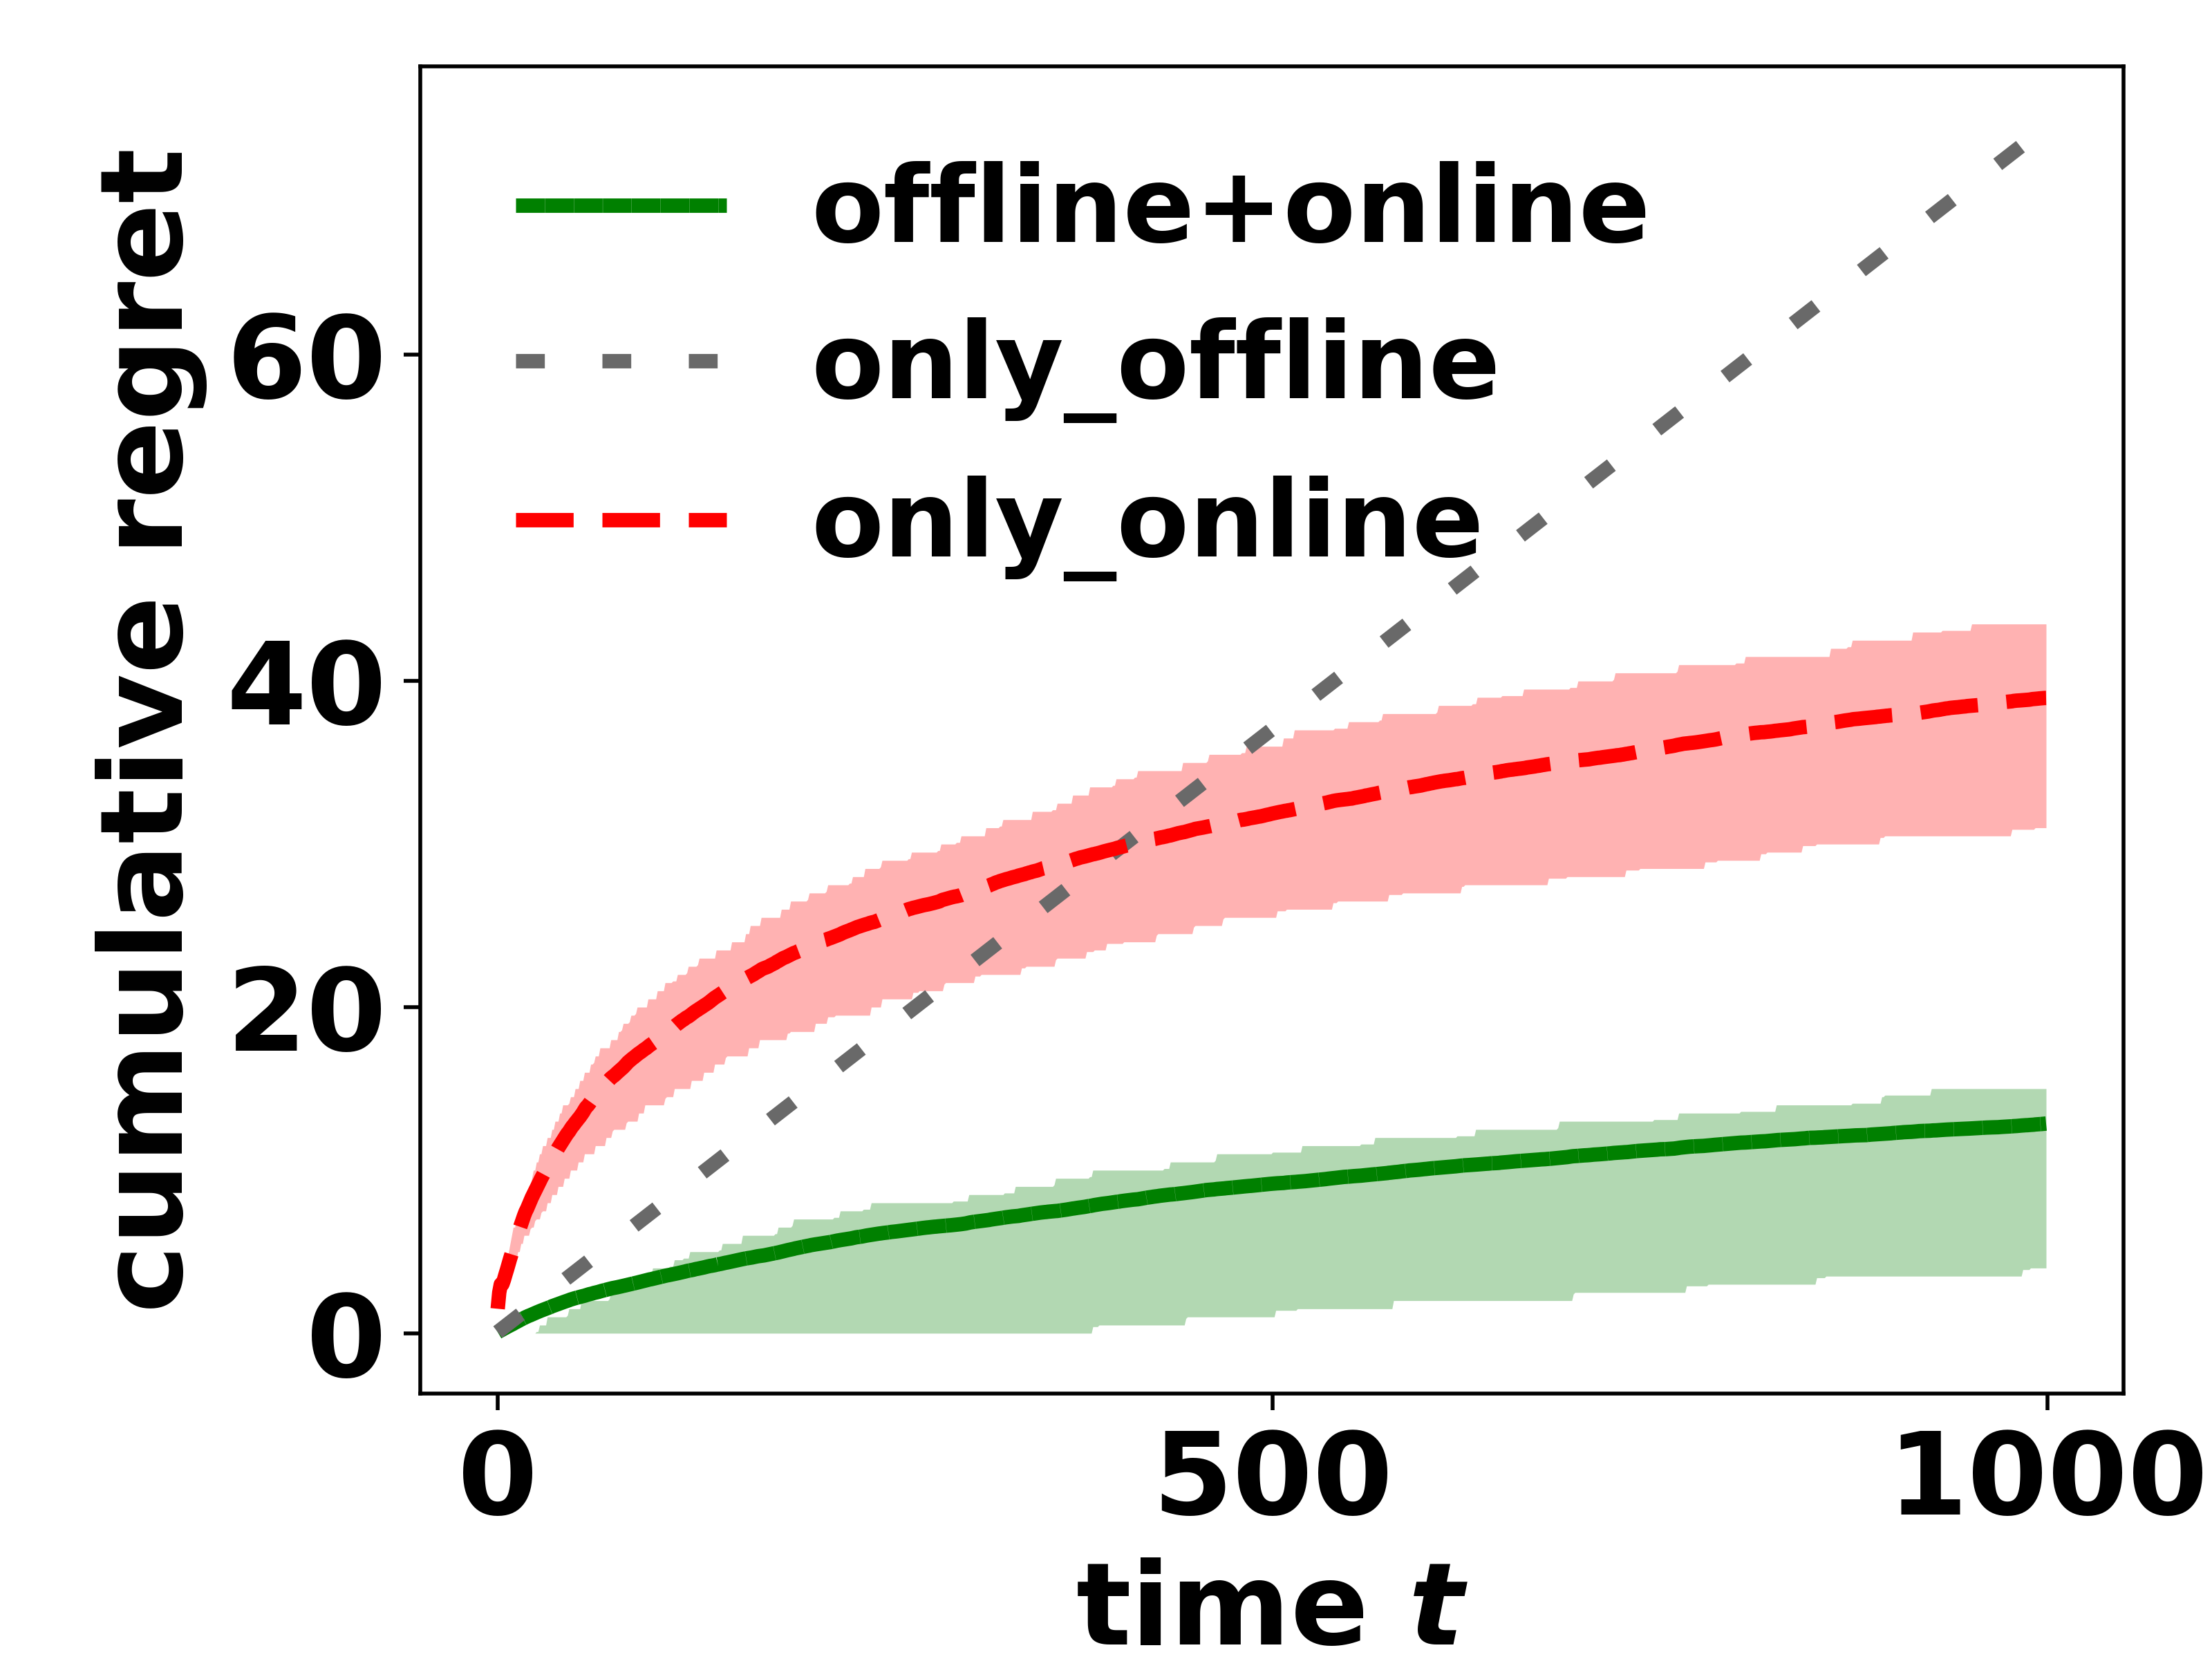 cumulative regret
60
40
20
0
offline+online
only_offline
only_online
0 500 1000
time t